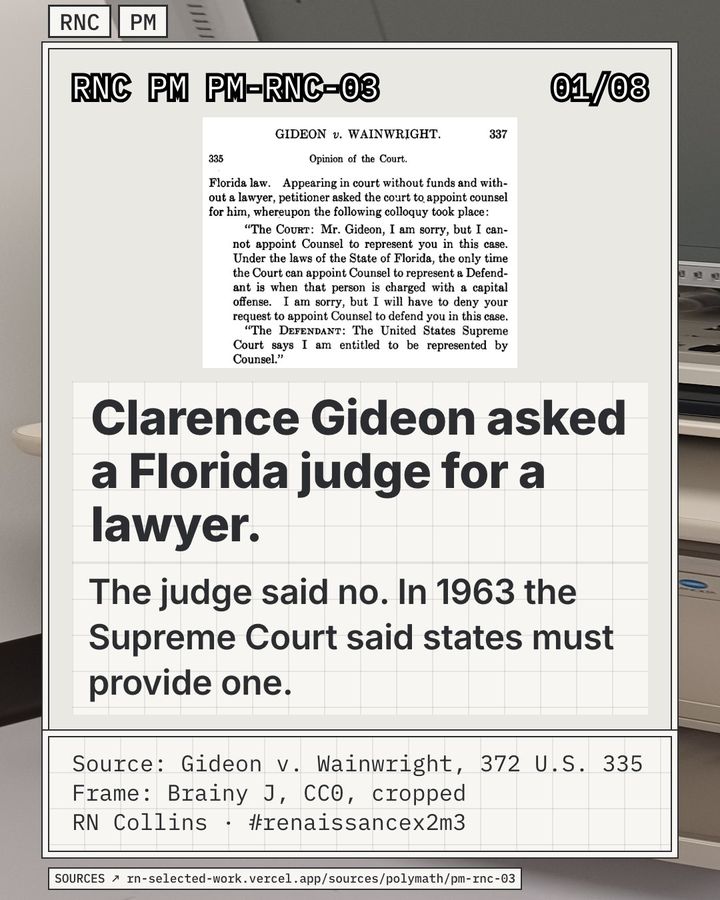 RNC PM
RNC PM PM-RNC-03 01/08
GIDEON v. WAINWRIGHT. 337
335 Opinion of the Court.
Florida law. Appearing in court without funds and with-
out a lawyer, petitioner asked the court to appoint counsel
for him, whereupon the following colloquy took place:
"The COURT: Mr. Gideon, I am sorry, but I can-
not appoint Counsel to represent you in this case.
Under the laws of the State of Florida, the only time
the Court can appoint Counsel to represent a Defend-
ant is when that person is charged with a capital
offense. I am sorry, but I will have to deny your
request to appoint Counsel to defend you in this case.
"The DEFENDANT: The United States Supreme
Court says I am entitled to be represented by
Counsel."
Clarence Gideon asked
a Florida judge for a
lawyer.
The judge said no. In 1963 the
Supreme Court said states must
provide one.
Source: Gideon v. Wainwright, 372 U.S. 335
Frame: Brainy J, CC0, cropped
RN Collins · #renaissancex2m3
SOURCES ↗ rn-selected-work.vercel.app/sources/polymath/pm-rnc-03